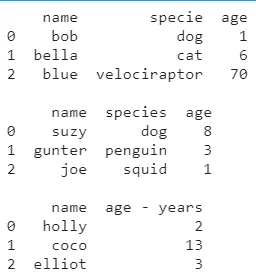 name specie age
0 bob dog 1
1 bella cat 6
2 blue velociraptor 70
name species age
0 suzy dog 8
1 gunter penguin 3
2 joe squid 1
name age - years
0 holly 2
1 coco 13
2 elliot 3